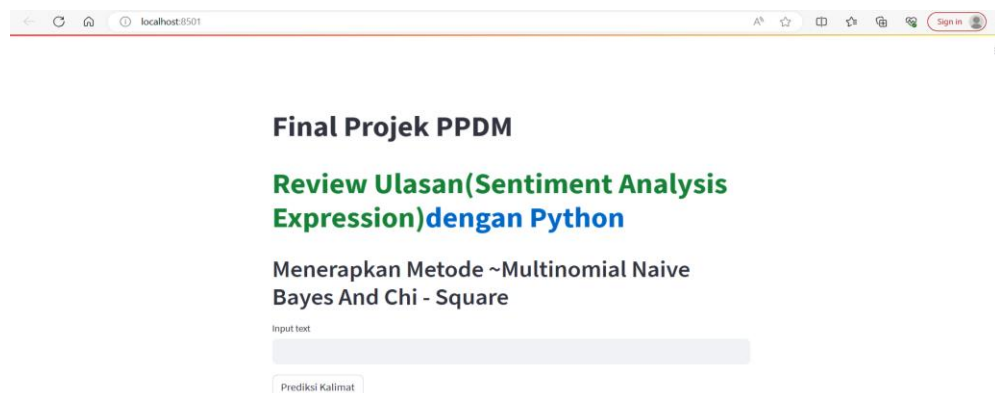 localhost:8501
Sign in
Final Projek PPDM
Review Ulasan(Sentiment Analysis
Expression)dengan Python
Menerapkan Metode ~Multinomial Naive
Bayes And Chi - Square
Input text
Prediksi Kalimat